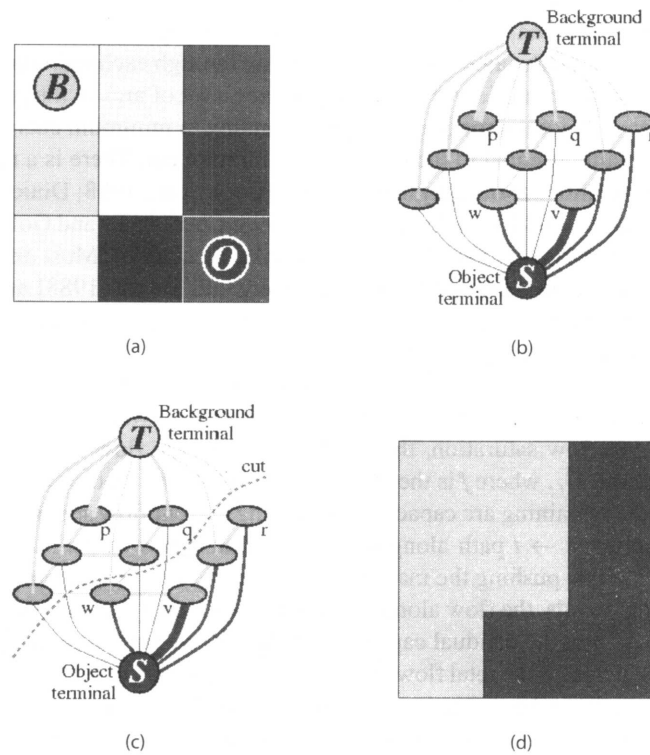 Background
terminal
B
T
p
q
w
v
O
Object
terminal
S
(a)
(b)
Background
terminal
T
cut
p
q
r
w
v
Object
terminal
S
(c)
(d)